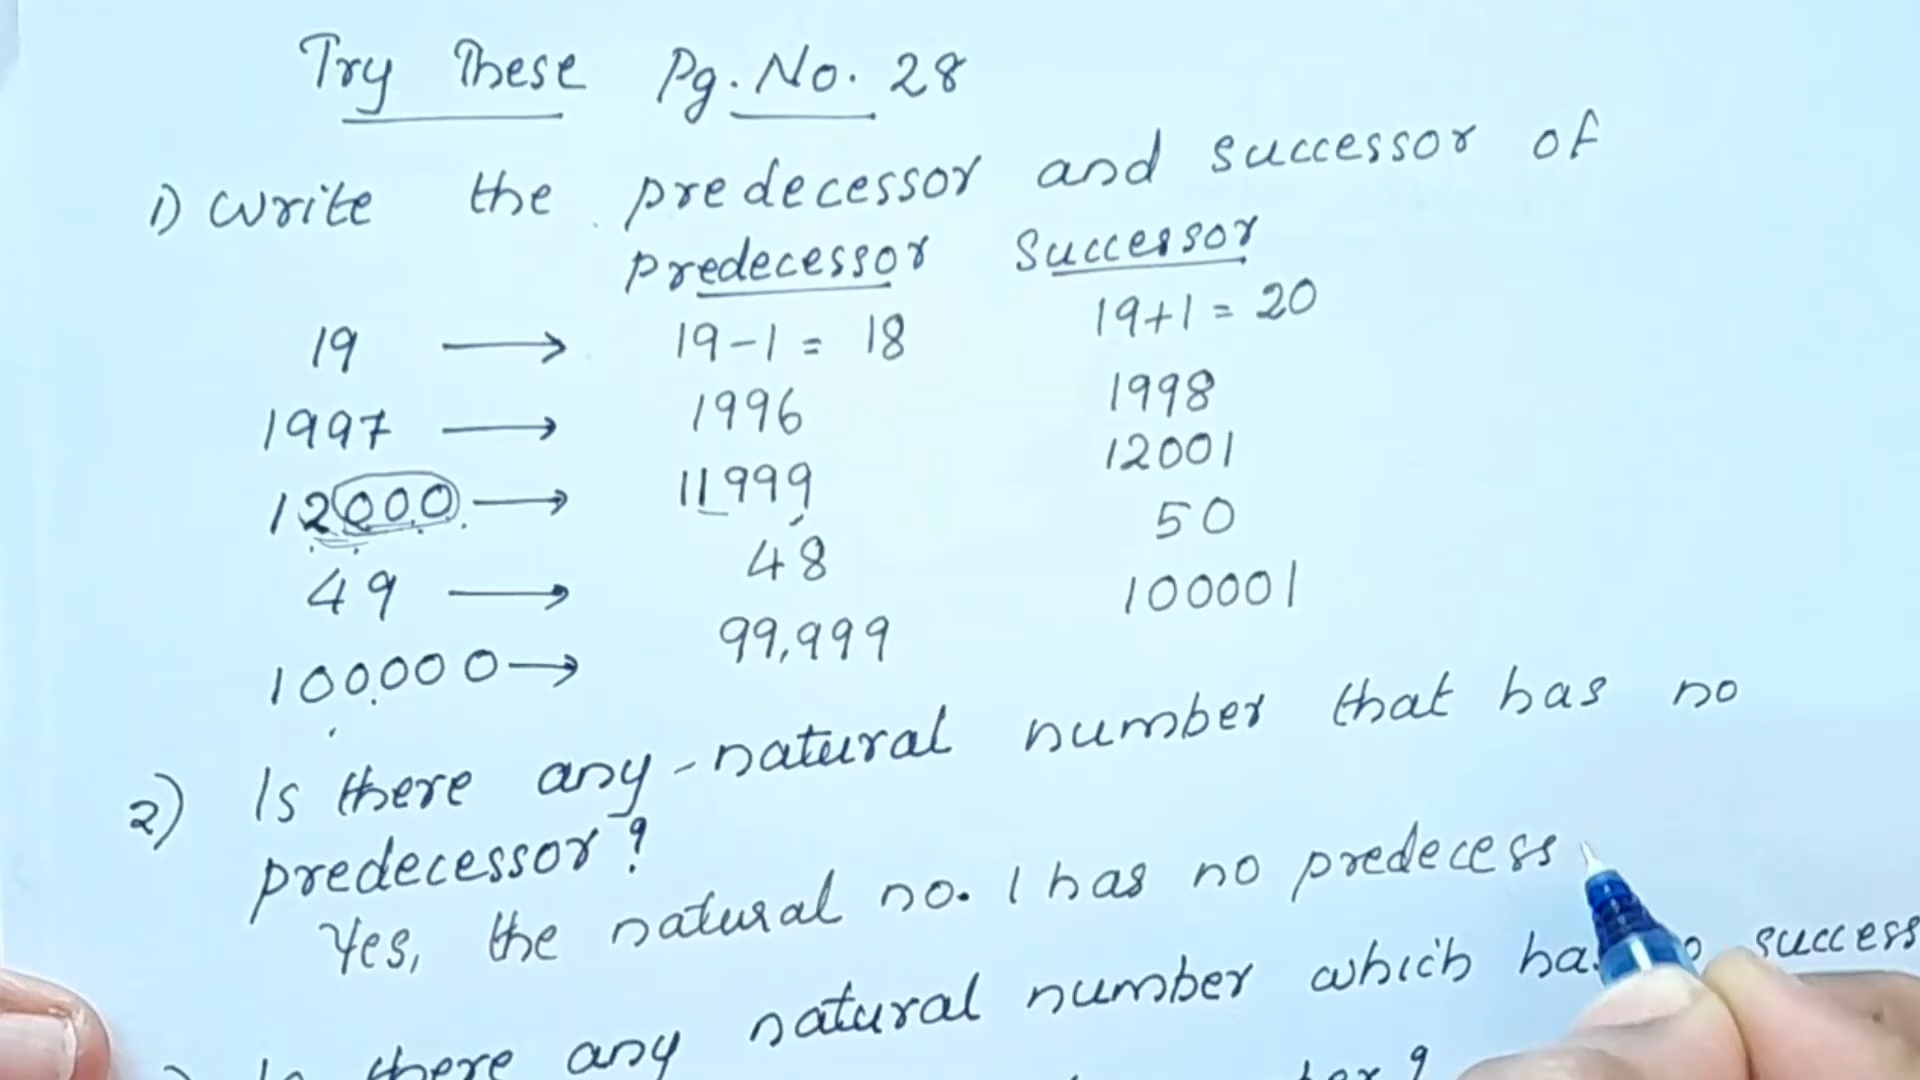 Try These Pg. No. 28
1) Write the predecessor and successor of
Predecessor Successor
19 → 19-1 = 18 19+1 = 20
1997 → 1996 1998
12000 → 11999 12001
49 → 48 50
100000 → 99,999 100001
2) Is there any natural number that has no
predecessor?
Yes, the natural no. 1 has no predecess
Is there any natural number which ha success
?